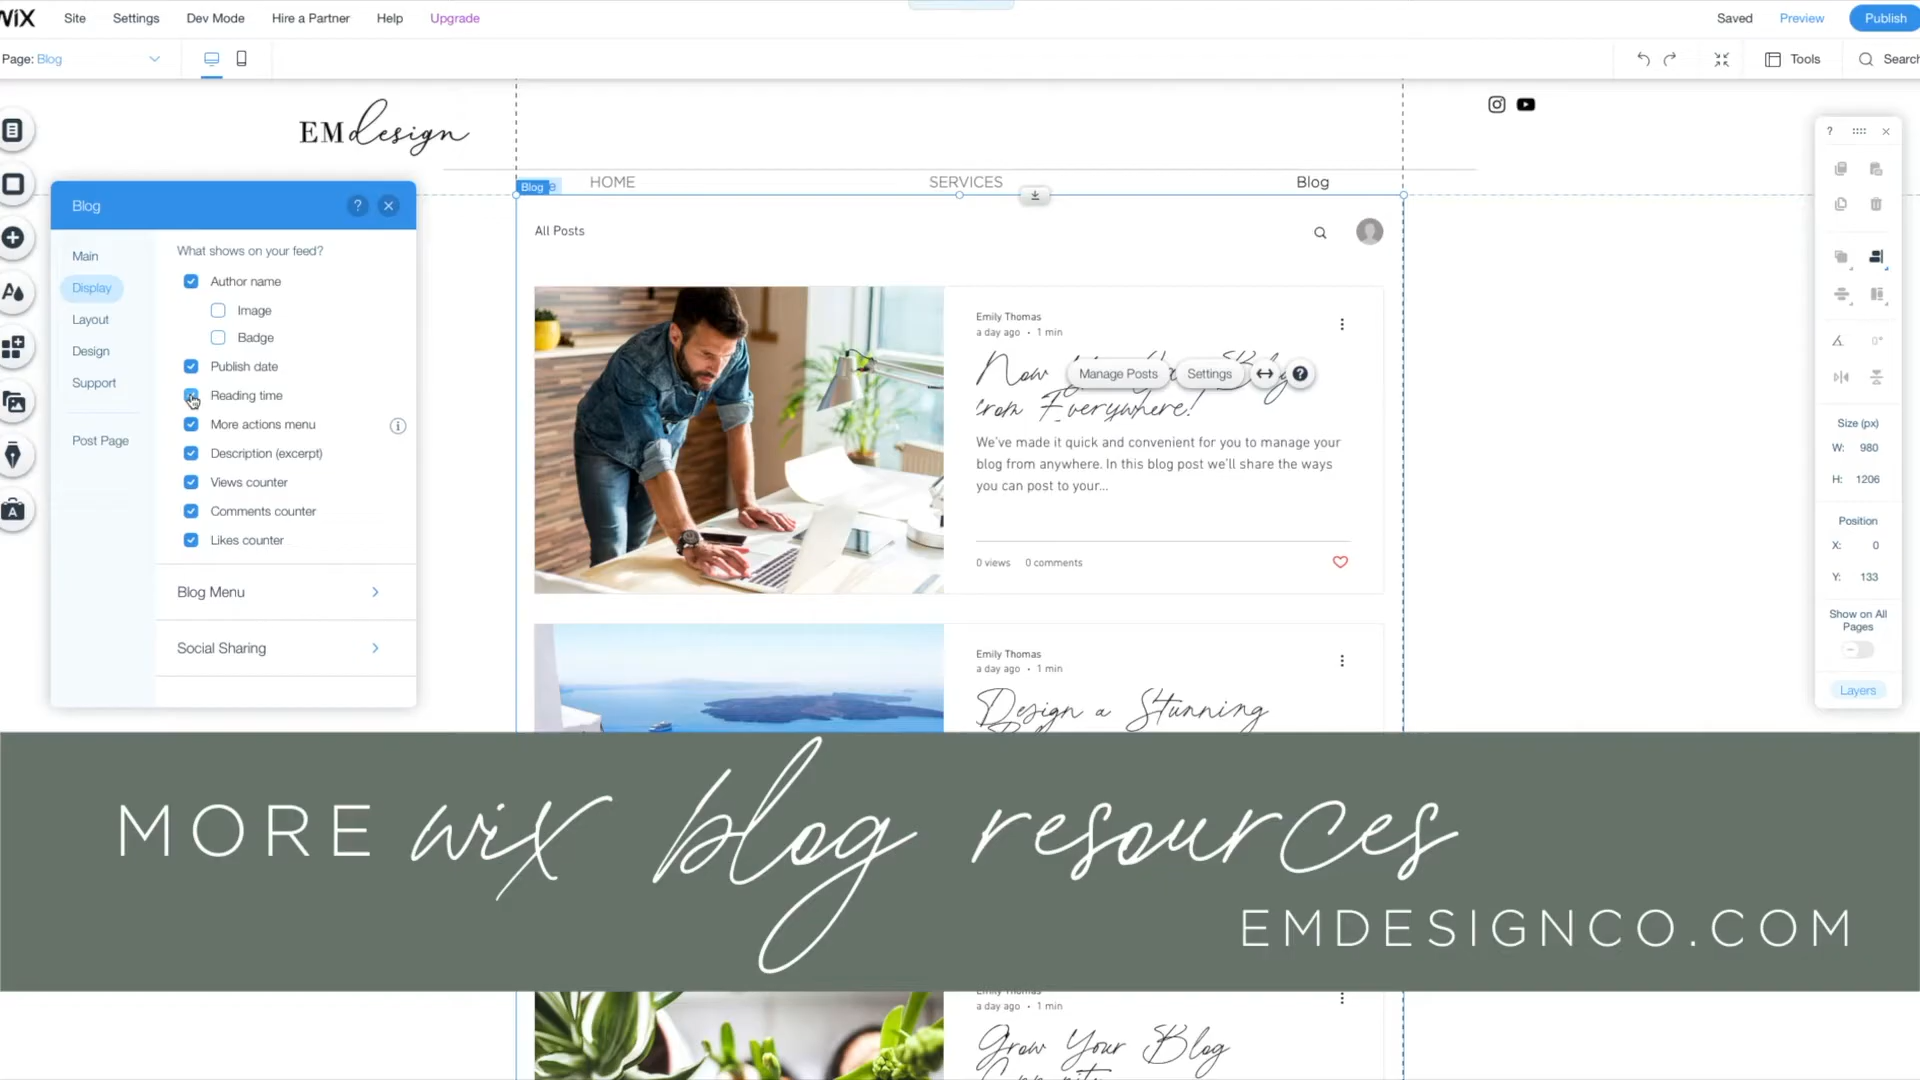 WiX Site Settings Dev Mode Hire a Partner Help Upgrade Saved Preview Publish
Page: Blog Tools Search
EMdesign
HOME SERVICES Blog
Blog
Blog ?
Main
Display
Layout
Design
Support
Post Page
What shows on your feed?
Author name
Image
Badge
Publish date
Reading time
More actions menu
Description (excerpt)
Views counter
Comments counter
Likes counter
Blog Menu
Social Sharing
All Posts
Emily Thomas
a day ago • 1 min
Now
Manage Posts Settings ?
from Everywhere!
We've made it quick and convenient for you to manage your
blog from anywhere. In this blog post we'll share the ways
you can post to your...
0 views 0 comments
Emily Thomas
a day ago • 1 min
Design a Stunning
MORE wix blog resources
EMDESIGNCO.COM
Emily Thomas
a day ago • 1 min
Grow Your Blog
?
0°
Size (px)
W: 980
H: 1206
Position
X: 0
Y: 133
Show on All
Pages
Layers